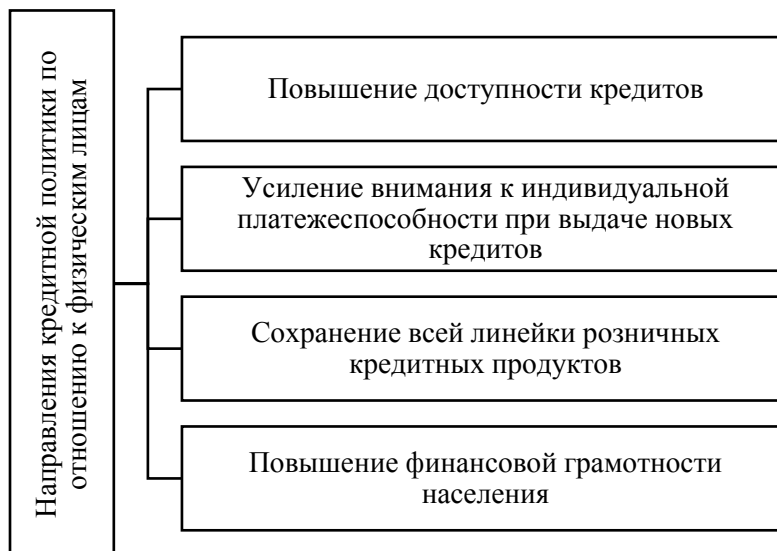 Направления кредитной политики по
отношению к физическим лицам
Повышение доступности кредитов
Усиление внимания к индивидуальной
платежеспособности при выдаче новых
кредитов
Сохранение всей линейки розничных
кредитных продуктов
Повышение финансовой грамотности
населения